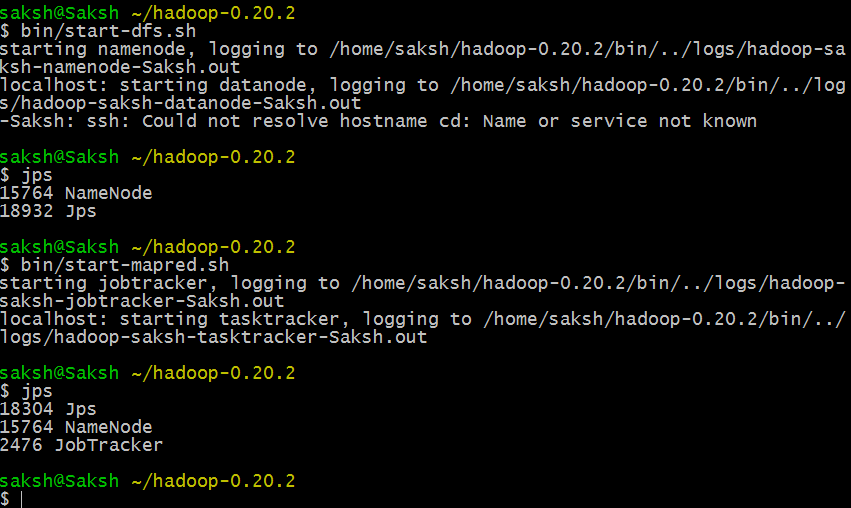 saksh@Saksh ~/hadoop-0.20.2
$ bin/start-dfs.sh
starting namenode, logging to /home/saksh/hadoop-0.20.2/bin/../logs/hadoop-sa
ksh-namenode-Saksh.out
localhost: starting datanode, logging to /home/saksh/hadoop-0.20.2/bin/../log
s/hadoop-saksh-datanode-Saksh.out
-Saksh: ssh: Could not resolve hostname cd: Name or service not known
saksh@Saksh ~/hadoop-0.20.2
$ jps
15764 NameNode
18932 Jps
saksh@Saksh ~/hadoop-0.20.2
$ bin/start-mapred.sh
starting jobtracker, logging to /home/saksh/hadoop-0.20.2/bin/../logs/hadoop-
saksh-jobtracker-Saksh.out
localhost: starting tasktracker, logging to /home/saksh/hadoop-0.20.2/bin/../
logs/hadoop-saksh-tasktracker-Saksh.out
saksh@Saksh ~/hadoop-0.20.2
$ jps
18304 Jps
15764 NameNode
2476 JobTracker
saksh@Saksh ~/hadoop-0.20.2
$